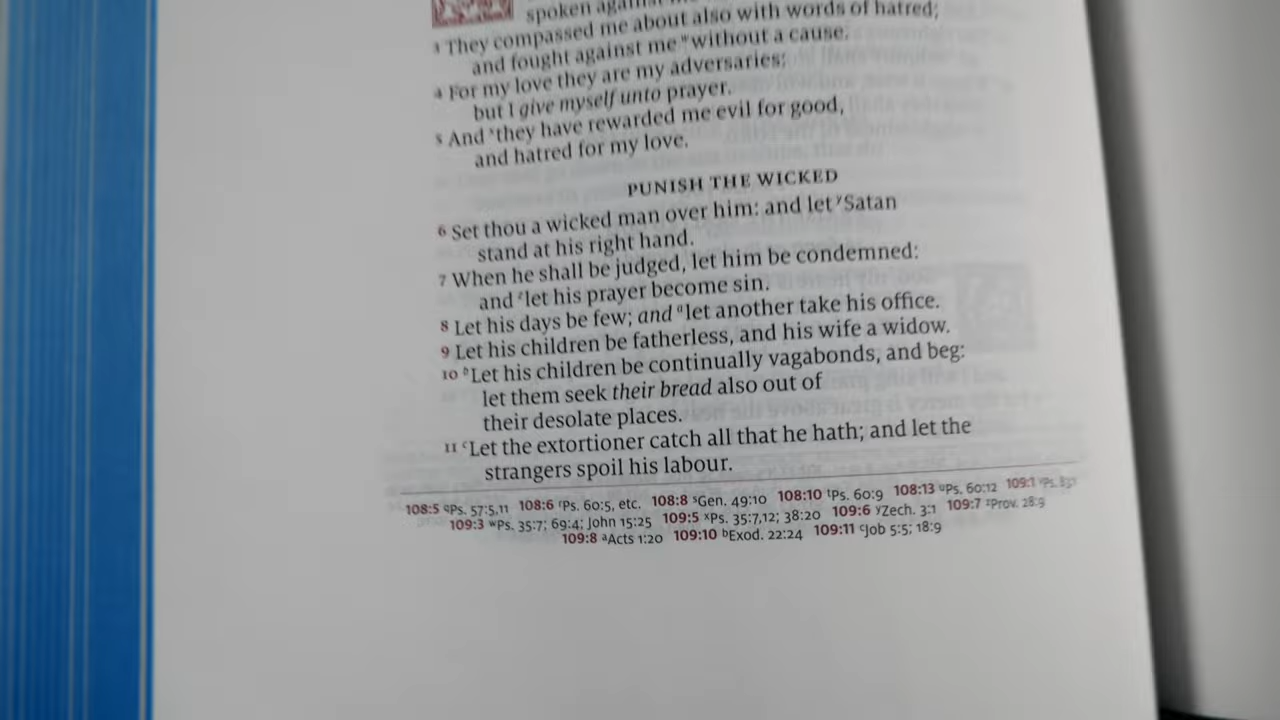 spoken against me
3 They compassed me about also with words of hatred;
and fought against me ʷwithout a cause.
4 For my love they are my adversaries;
but I give myself unto prayer.
5 And ˣthey have rewarded me evil for good,
and hatred for my love.
PUNISH THE WICKED
6 Set thou a wicked man over him: and let ʸSatan
stand at his right hand.
7 When he shall be judged, let him be condemned:
and ᶻlet his prayer become sin.
8 Let his days be few; and ᵃlet another take his office.
9 Let his children be fatherless, and his wife a widow.
10 ᵇLet his children be continually vagabonds, and beg:
let them seek their bread also out of
their desolate places.
11 ᶜLet the extortioner catch all that he hath; and let the
strangers spoil his labour.
108:5 qPs. 57:5,11 108:6 ʳPs. 60:5, etc. 108:8 ˢGen. 49:10 108:10 ᵗPs. 60:9 108:13 ᵘPs. 60:12 109:1 ᵛPs. 83:1
109:3 ʷPs. 35:7; 69:4; John 15:25 109:5 ˣPs. 35:7,12; 38:20 109:6 ʸZech. 3:1 109:7 ᶻProv. 28:9
109:8 ᵃActs 1:20 109:10 ᵇExod. 22:24 109:11 ᶜJob 5:5; 18:9